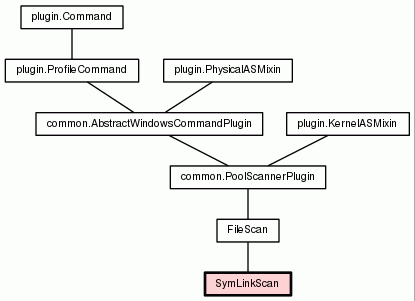 plugin.Command
plugin.ProfileCommand
plugin.PhysicalASMixin
common.AbstractWindowsCommandPlugin
plugin.KernelASMixin
common.PoolScannerPlugin
FileScan
SymLinkScan